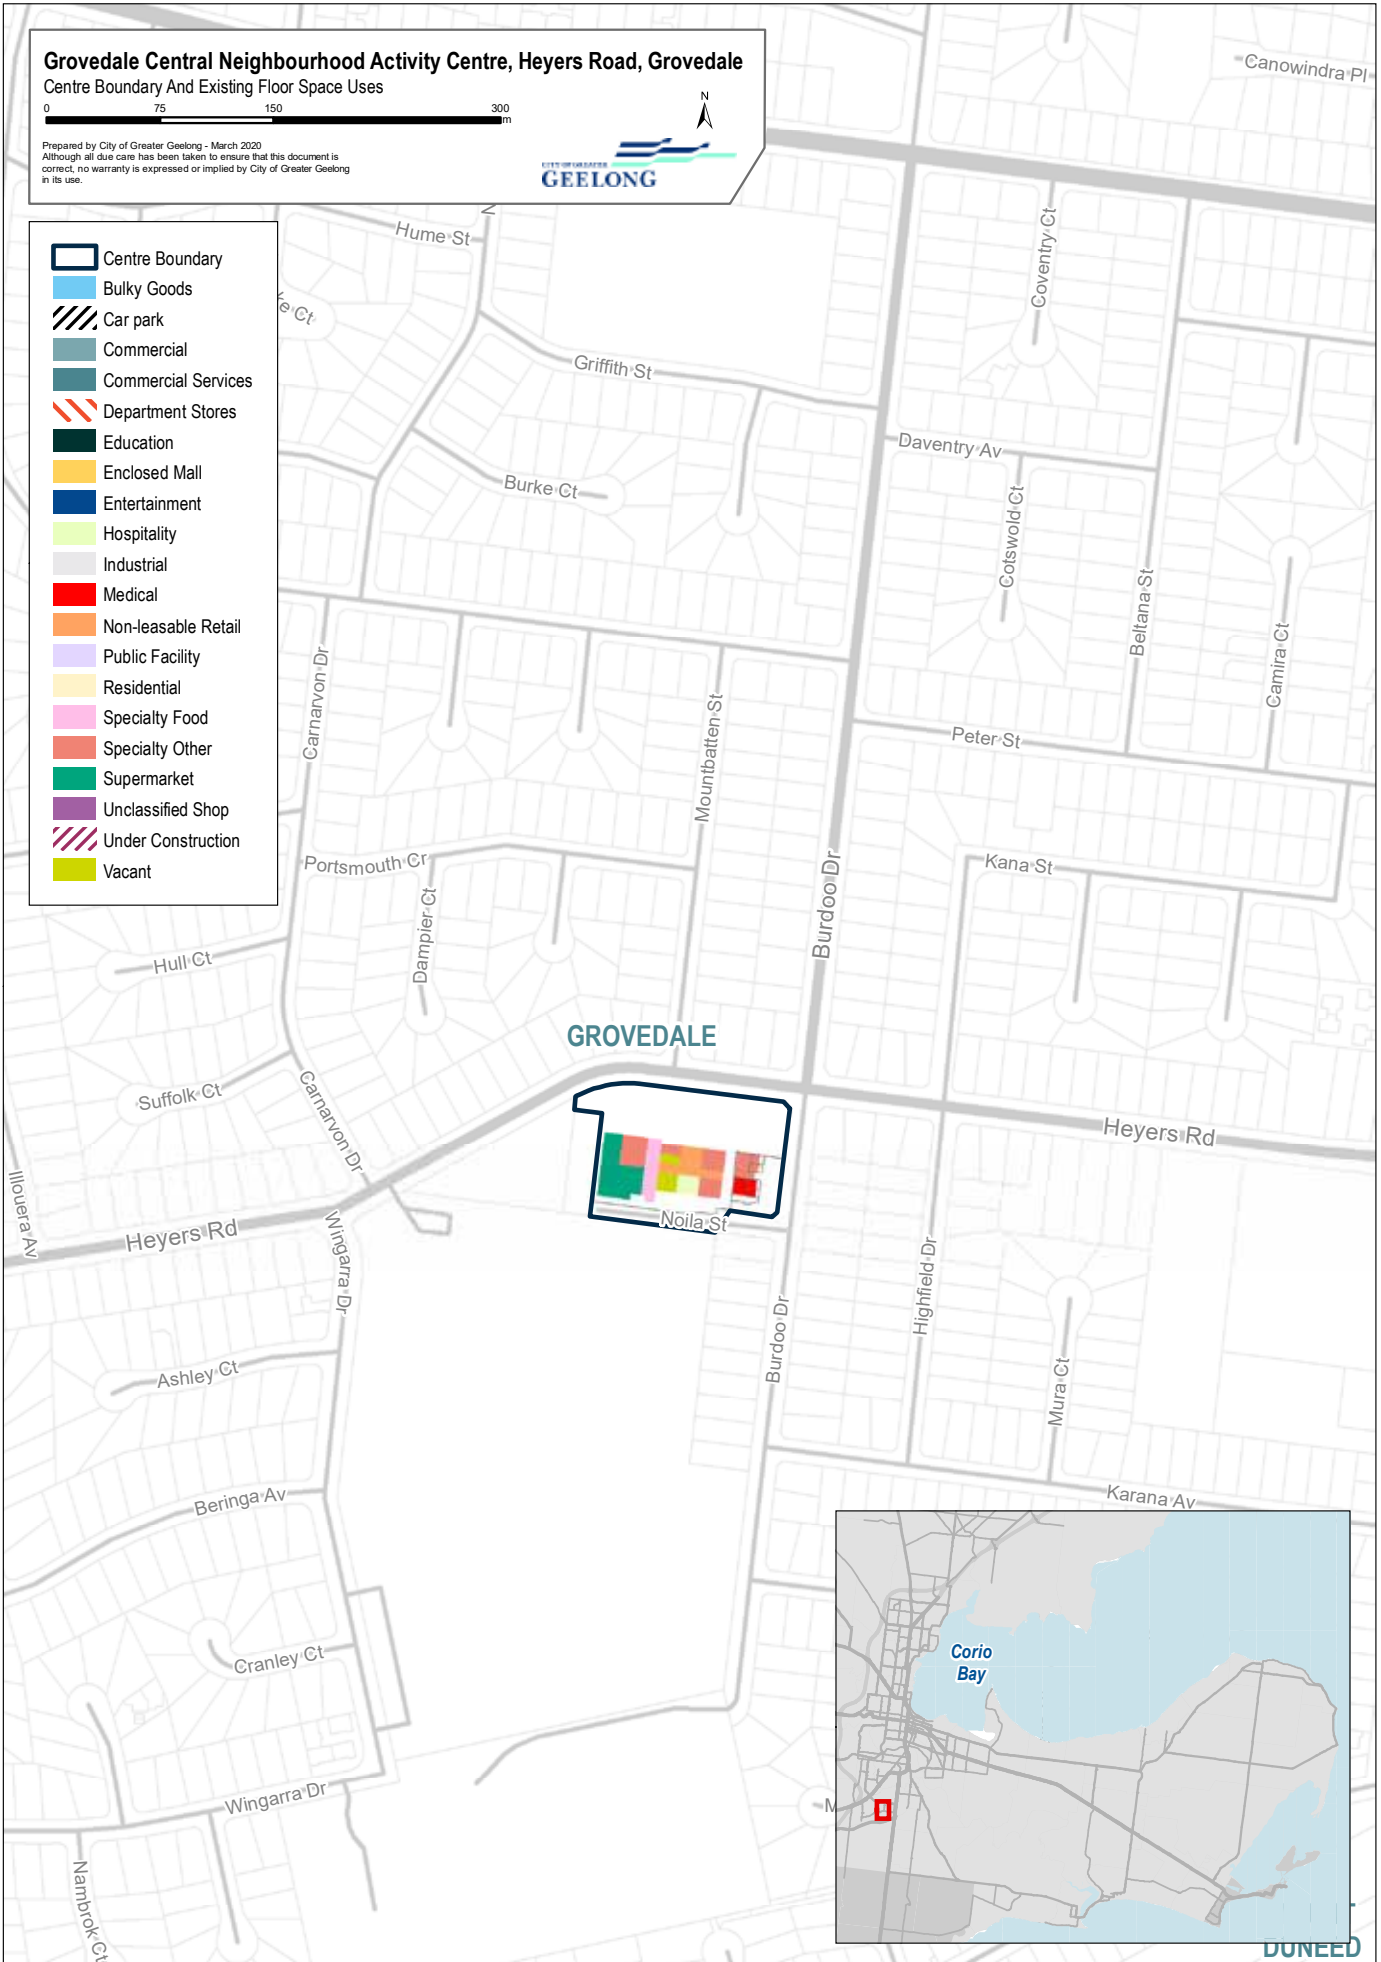 Grovedale Central Neighbourhood Activity Centre, Heyers Road, Grovedale
Centre Boundary And Existing Floor Space Uses
0 75 150 300
m
N
Prepared by City of Greater Geelong - March 2020
Although all due care has been taken to ensure that this document is
correct, no warranty is expressed or implied by City of Greater Geelong
in its use.
CITY OF GREATER
GEELONG
Centre Boundary
Bulky Goods
Car park
Commercial
Commercial Services
Department Stores
Education
Enclosed Mall
Entertainment
Hospitality
Industrial
Medical
Non-leasable Retail
Public Facility
Residential
Specialty Food
Specialty Other
Supermarket
Unclassified Shop
Under Construction
Vacant
Canowindra Pl
Hume St
ke Ct
Coventry Ct
Griffith St
Daventry Av
Burke Ct
Cotswold Ct
Beltana St
Camira Ct
Carnarvon Dr
Mountbatten St
Peter St
Portsmouth Cr
Dampier Ct
Burdoo Dr
Kana St
Hull Ct
GROVEDALE
Suffolk Ct
Carnarvon Dr
Heyers Rd
Illouera Av
Heyers Rd
Wingarra Dr
Noila St
Burdoo Dr
Highfield Dr
Mura Ct
Ashley Ct
Beringa Av
Karana Av
Cranley Ct
Corio
Bay
Wingarra Dr
M
Nambrok Ct
DUNEED